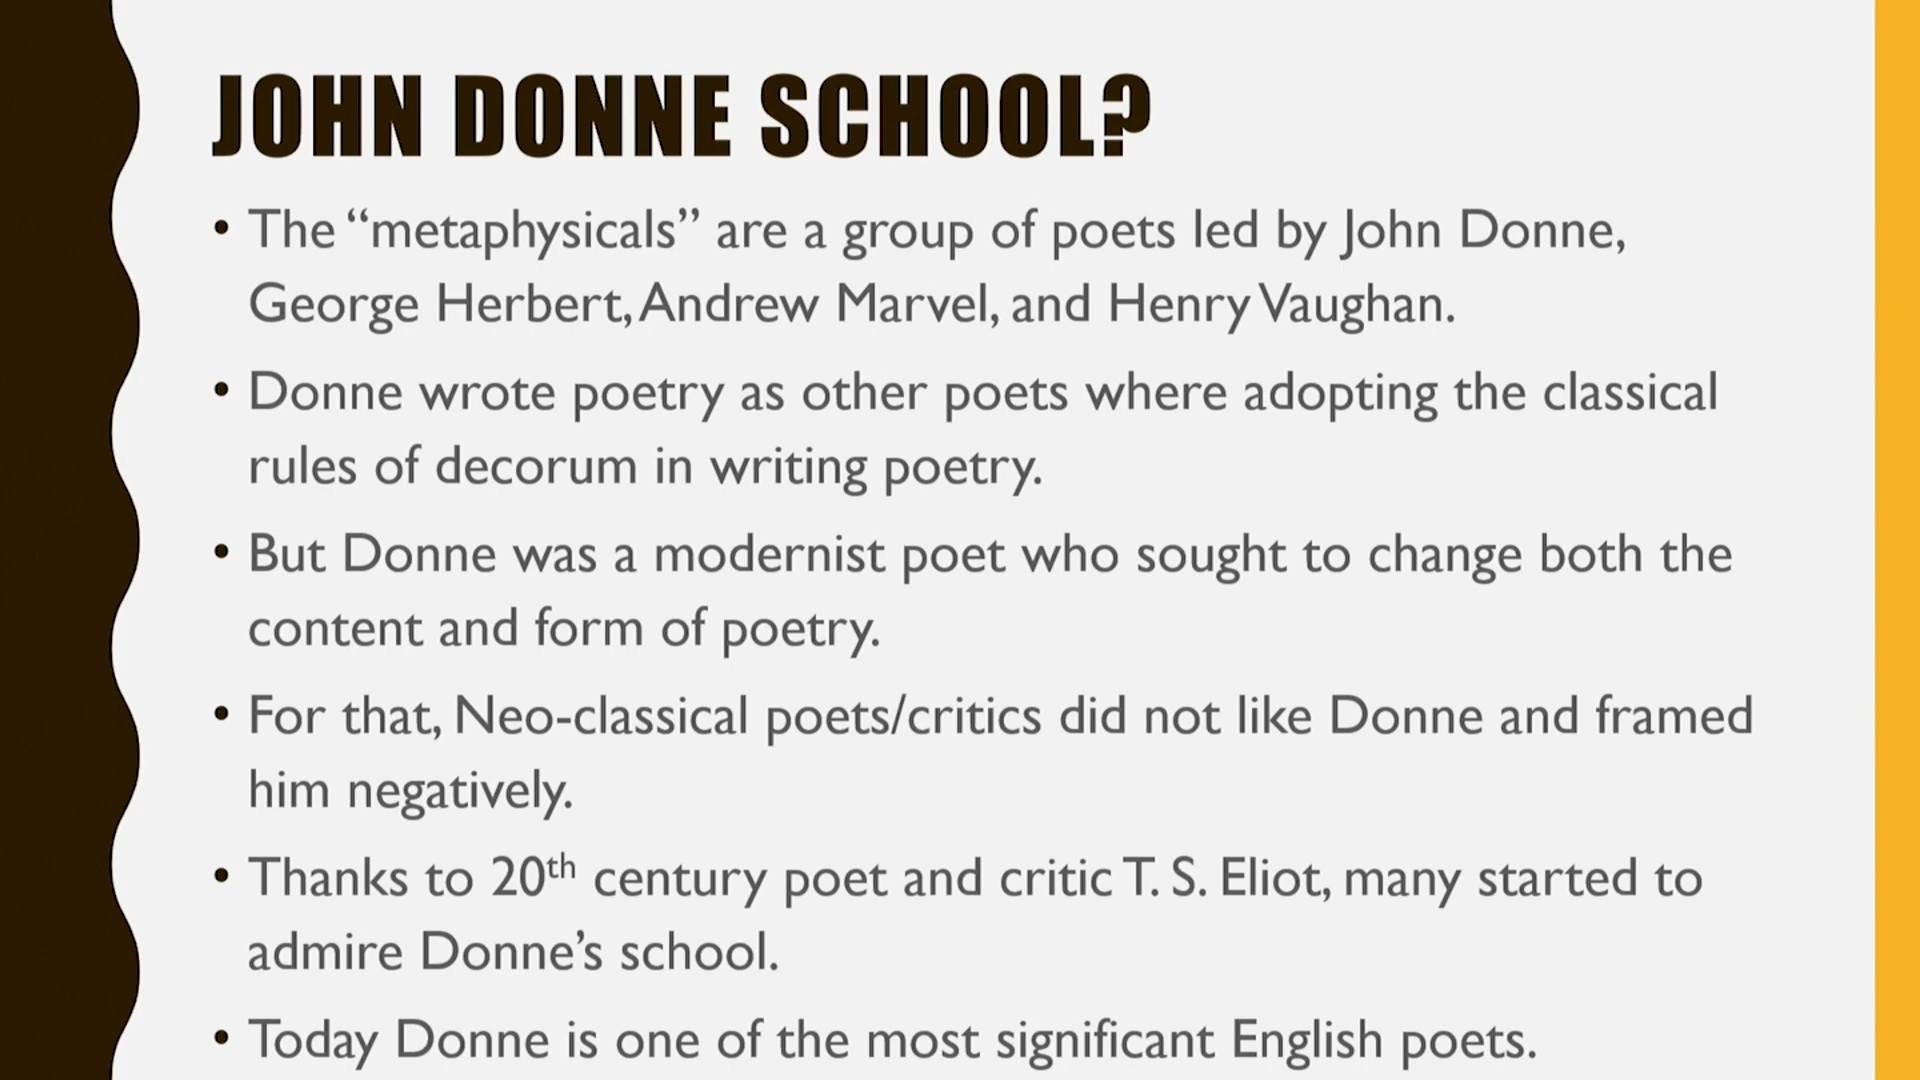 JOHN DONNE SCHOOL?
• The “metaphysicals” are a group of poets led by John Donne,
George Herbert, Andrew Marvel, and Henry Vaughan.
• Donne wrote poetry as other poets where adopting the classical
rules of decorum in writing poetry.
• But Donne was a modernist poet who sought to change both the
content and form of poetry.
• For that, Neo-classical poets/critics did not like Donne and framed
him negatively.
• Thanks to 20th century poet and critic T. S. Eliot, many started to
admire Donne’s school.
• Today Donne is one of the most significant English poets.